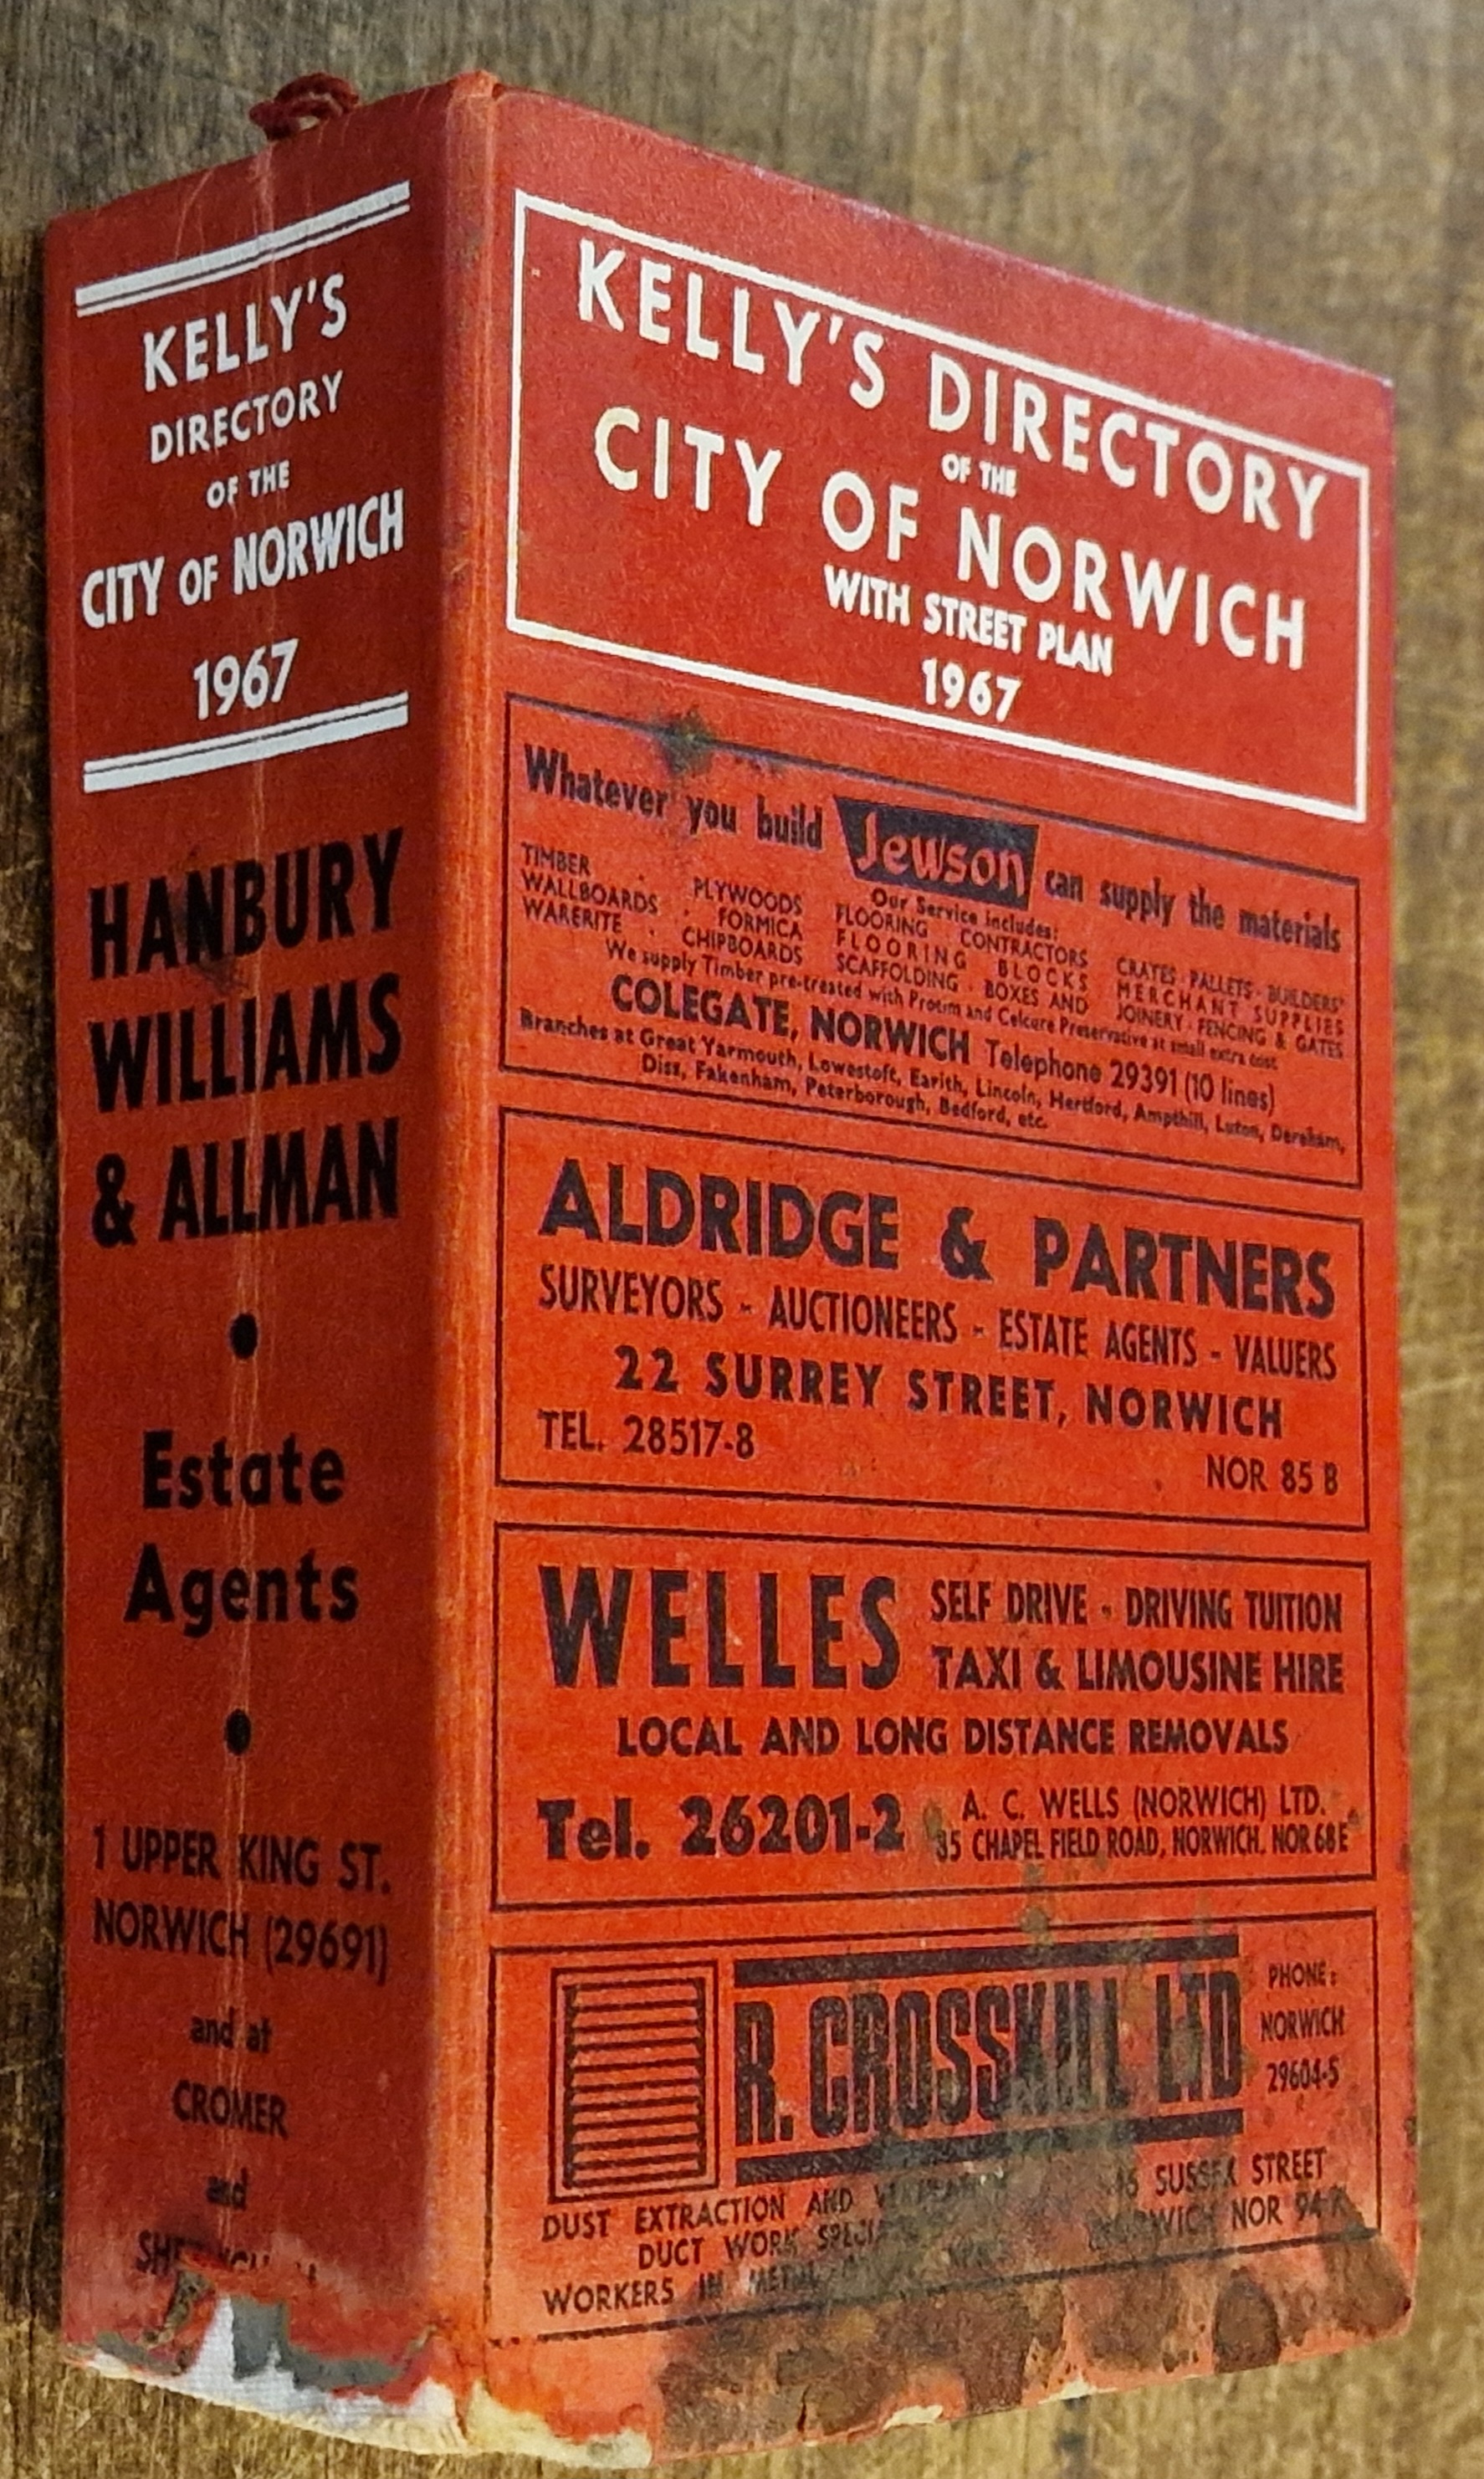 KELLY'S
DIRECTORY
OF THE
CITY OF NORWICH
1967
HANBURY
WILLIAMS
& ALLMAN
Estate
Agents
1 UPPER KING ST.
NORWICH (29691)
and at
CROMER
and
KELLY'S DIRECTORY
OF THE
CITY OF NORWICH
WITH STREET PLAN
1967
Whatever you build Jewson can supply the materials
Our Service includes:
TIMBER . PLYWOODS FLOORING CONTRACTORS CRATES · PALLETS · BUILDERS'
WALLBOARDS . FORMICA FLOORING BLOCKS MERCHANT SUPPLIES
WARERITE . CHIPBOARDS SCAFFOLDING · BOXES AND JOINERY · FENCING & GATES
We supply Timber pre-treated with Protim and Celcure Preservative at small extra cost
COLEGATE, NORWICH Telephone 29391 (10 lines)
Branches at Great Yarmouth, Lowestoft, Earith, Lincoln, Hertford, Ampthill, Luton, Dereham,
Diss, Fakenham, Peterborough, Bedford, etc.
ALDRIDGE & PARTNERS
SURVEYORS - AUCTIONEERS - ESTATE AGENTS - VALUERS
22 SURREY STREET, NORWICH
TEL. 28517-8 NOR 85 B
WELLES SELF DRIVE - DRIVING TUITION
TAXI & LIMOUSINE HIRE
LOCAL AND LONG DISTANCE REMOVALS
Tel. 26201-2 A. C. WELLS (NORWICH) LTD.
35 CHAPEL FIELD ROAD, NORWICH. NOR 68E
R. CROSSKILL LTD
PHONE:
NORWICH
29604-5
DUST EXTRACTION AND SUSSEX STREET
DUCT WORK NOR
WORKERS IN METAL